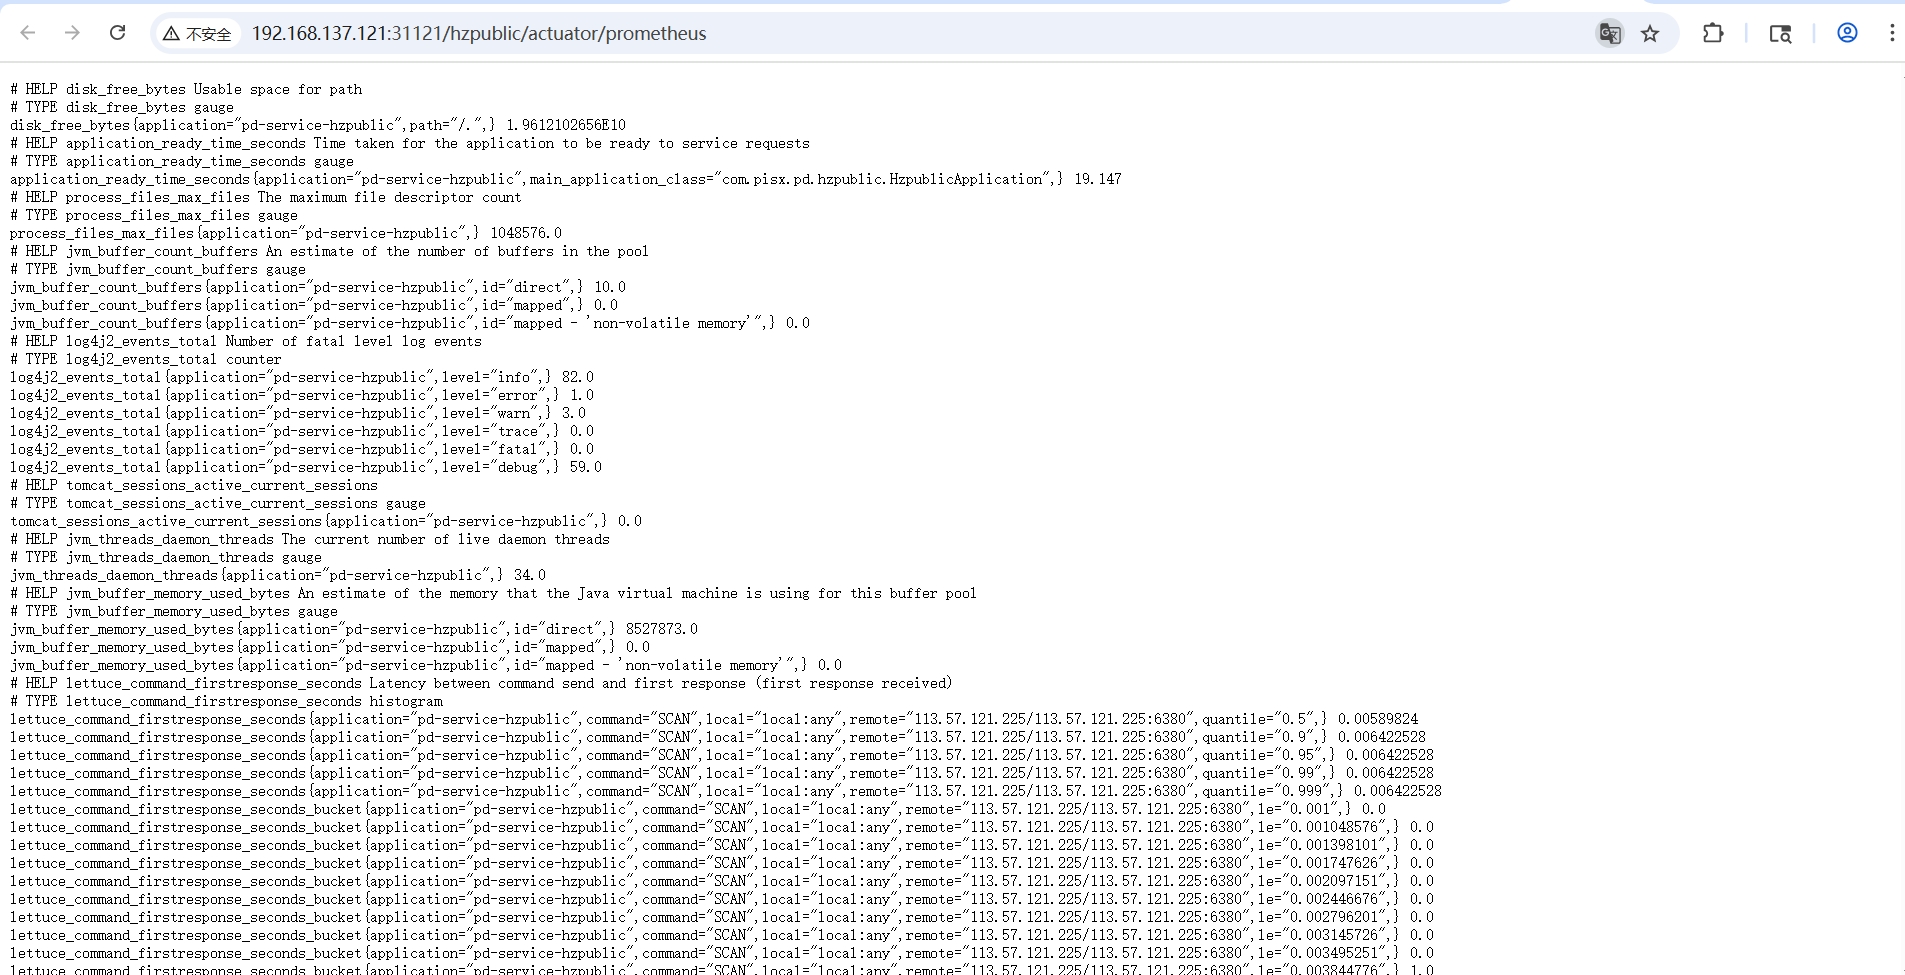 不安全 192.168.137.121:31121/hzpublic/actuator/prometheus
# HELP disk_free_bytes Usable space for path
# TYPE disk_free_bytes gauge
disk_free_bytes{application="pd-service-hzpublic",path="/.",} 1.9612102656E10
# HELP application_ready_time_seconds Time taken for the application to be ready to service requests
# TYPE application_ready_time_seconds gauge
application_ready_time_seconds{application="pd-service-hzpublic",main_application_class="com.pisx.pd.hzpublic.HzpublicApplication",} 19.147
# HELP process_files_max_files The maximum file descriptor count
# TYPE process_files_max_files gauge
process_files_max_files{application="pd-service-hzpublic",} 1048576.0
# HELP jvm_buffer_count_buffers An estimate of the number of buffers in the pool
# TYPE jvm_buffer_count_buffers gauge
jvm_buffer_count_buffers{application="pd-service-hzpublic",id="direct",} 10.0
jvm_buffer_count_buffers{application="pd-service-hzpublic",id="mapped",} 0.0
jvm_buffer_count_buffers{application="pd-service-hzpublic",id="mapped - 'non-volatile memory'",} 0.0
# HELP log4j2_events_total Number of fatal level log events
# TYPE log4j2_events_total counter
log4j2_events_total{application="pd-service-hzpublic",level="info",} 82.0
log4j2_events_total{application="pd-service-hzpublic",level="error",} 1.0
log4j2_events_total{application="pd-service-hzpublic",level="warn",} 3.0
log4j2_events_total{application="pd-service-hzpublic",level="trace",} 0.0
log4j2_events_total{application="pd-service-hzpublic",level="fatal",} 0.0
log4j2_events_total{application="pd-service-hzpublic",level="debug",} 59.0
# HELP tomcat_sessions_active_current_sessions
# TYPE tomcat_sessions_active_current_sessions gauge
tomcat_sessions_active_current_sessions{application="pd-service-hzpublic",} 0.0
# HELP jvm_threads_daemon_threads The current number of live daemon threads
# TYPE jvm_threads_daemon_threads gauge
jvm_threads_daemon_threads{application="pd-service-hzpublic",} 34.0
# HELP jvm_buffer_memory_used_bytes An estimate of the memory that the Java virtual machine is using for this buffer pool
# TYPE jvm_buffer_memory_used_bytes gauge
jvm_buffer_memory_used_bytes{application="pd-service-hzpublic",id="direct",} 8527873.0
jvm_buffer_memory_used_bytes{application="pd-service-hzpublic",id="mapped",} 0.0
jvm_buffer_memory_used_bytes{application="pd-service-hzpublic",id="mapped - 'non-volatile memory'",} 0.0
# HELP lettuce_command_firstresponse_seconds Latency between command send and first response (first response received)
# TYPE lettuce_command_firstresponse_seconds histogram
lettuce_command_firstresponse_seconds{application="pd-service-hzpublic",command="SCAN",local="local:any",remote="113.57.121.225/113.57.121.225:6380",quantile="0.5",} 0.00589824
lettuce_command_firstresponse_seconds{application="pd-service-hzpublic",command="SCAN",local="local:any",remote="113.57.121.225/113.57.121.225:6380",quantile="0.9",} 0.006422528
lettuce_command_firstresponse_seconds{application="pd-service-hzpublic",command="SCAN",local="local:any",remote="113.57.121.225/113.57.121.225:6380",quantile="0.95",} 0.006422528
lettuce_command_firstresponse_seconds{application="pd-service-hzpublic",command="SCAN",local="local:any",remote="113.57.121.225/113.57.121.225:6380",quantile="0.99",} 0.006422528
lettuce_command_firstresponse_seconds{application="pd-service-hzpublic",command="SCAN",local="local:any",remote="113.57.121.225/113.57.121.225:6380",quantile="0.999",} 0.006422528
lettuce_command_firstresponse_seconds_bucket{application="pd-service-hzpublic",command="SCAN",local="local:any",remote="113.57.121.225/113.57.121.225:6380",le="0.001",} 0.0
lettuce_command_firstresponse_seconds_bucket{application="pd-service-hzpublic",command="SCAN",local="local:any",remote="113.57.121.225/113.57.121.225:6380",le="0.001048576",} 0.0
lettuce_command_firstresponse_seconds_bucket{application="pd-service-hzpublic",command="SCAN",local="local:any",remote="113.57.121.225/113.57.121.225:6380",le="0.001398101",} 0.0
lettuce_command_firstresponse_seconds_bucket{application="pd-service-hzpublic",command="SCAN",local="local:any",remote="113.57.121.225/113.57.121.225:6380",le="0.001747626",} 0.0
lettuce_command_firstresponse_seconds_bucket{application="pd-service-hzpublic",command="SCAN",local="local:any",remote="113.57.121.225/113.57.121.225:6380",le="0.002097151",} 0.0
lettuce_command_firstresponse_seconds_bucket{application="pd-service-hzpublic",command="SCAN",local="local:any",remote="113.57.121.225/113.57.121.225:6380",le="0.002446676",} 0.0
lettuce_command_firstresponse_seconds_bucket{application="pd-service-hzpublic",command="SCAN",local="local:any",remote="113.57.121.225/113.57.121.225:6380",le="0.002796201",} 0.0
lettuce_command_firstresponse_seconds_bucket{application="pd-service-hzpublic",command="SCAN",local="local:any",remote="113.57.121.225/113.57.121.225:6380",le="0.003145726",} 0.0
lettuce_command_firstresponse_seconds_bucket{application="pd-service-hzpublic",command="SCAN",local="local:any",remote="113.57.121.225/113.57.121.225:6380",le="0.003495251",} 0.0
lettuce_command_firstresponse_seconds_bucket{application="pd-service-hzpublic",command="SCAN",local="local:any",remote="113.57.121.225/113.57.121.225:6380",le="0.003844776",} 1.0